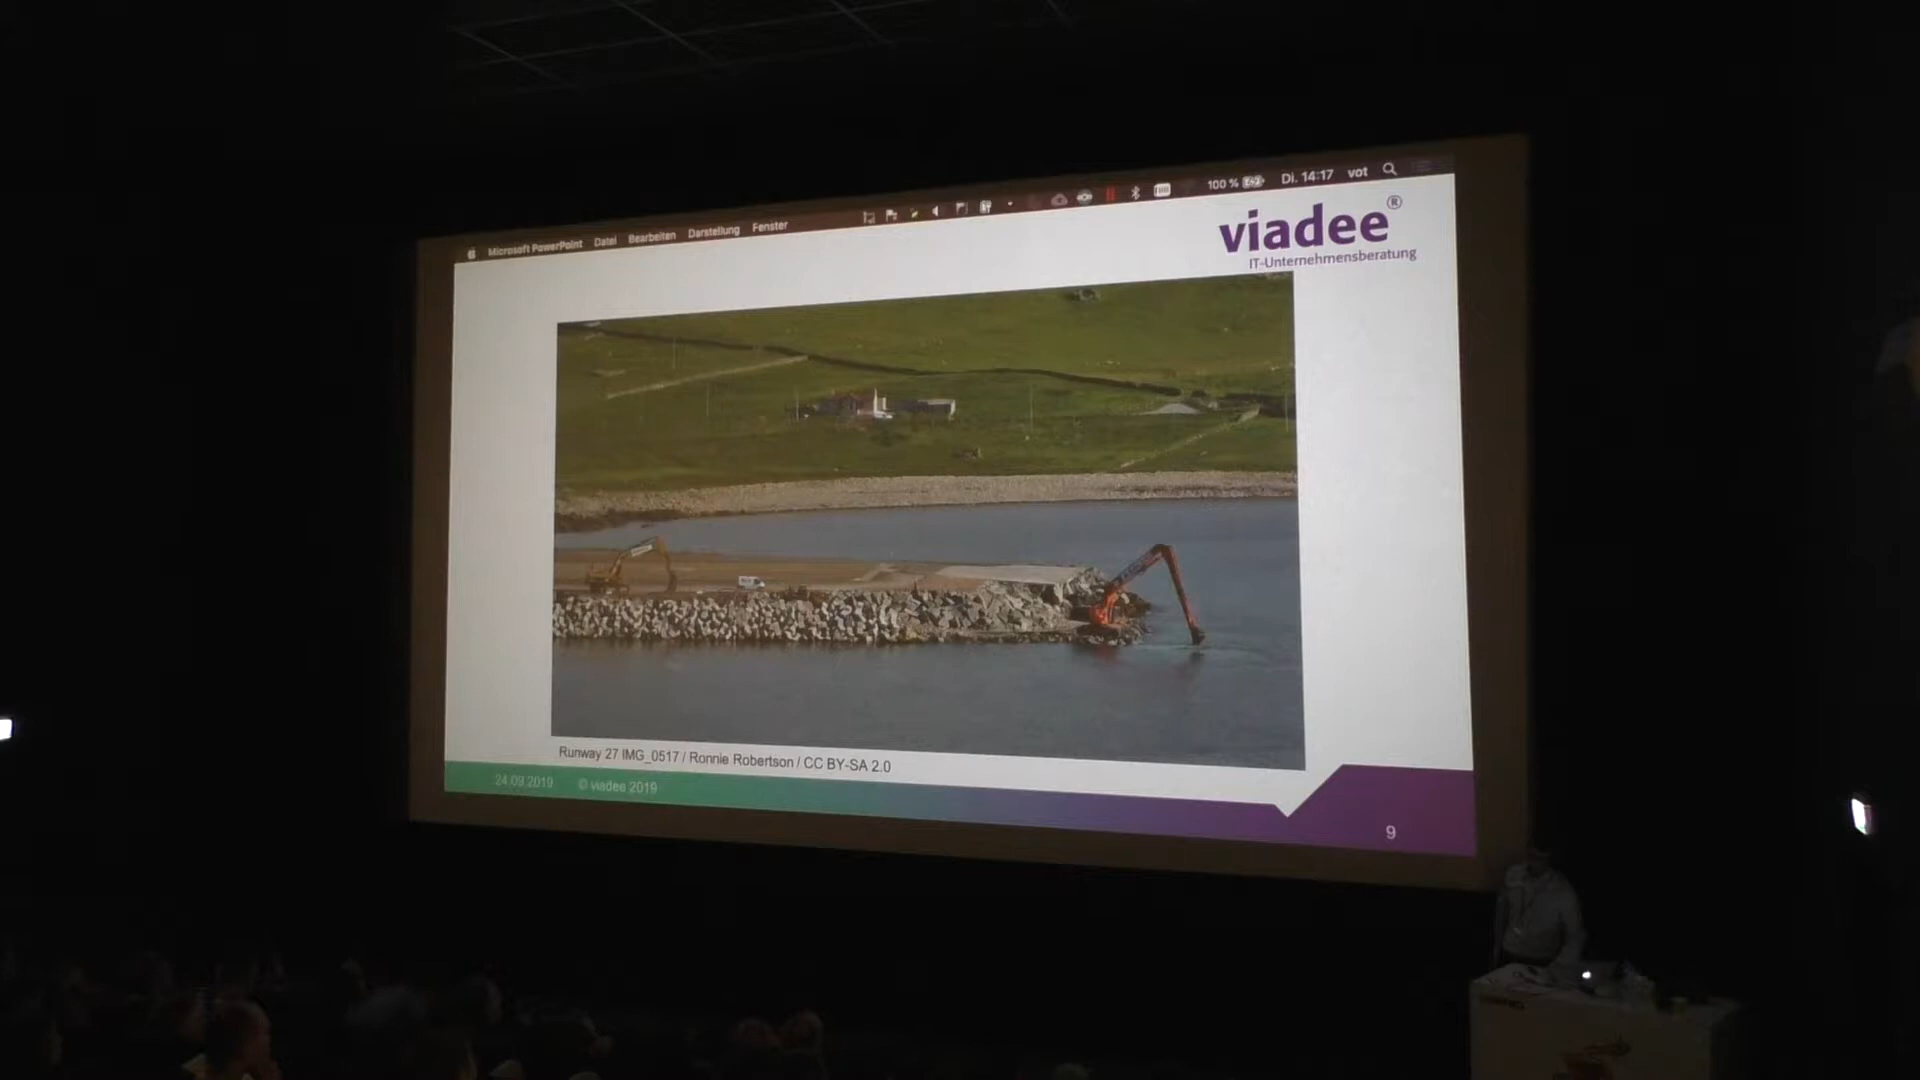 Microsoft PowerPoint Datei Bearbeiten Darstellung Fenster 100 % Di. 14:17 vot
viadee®
IT-Unternehmensberatung
Runway 27 IMG_0517 / Ronnie Robertson / CC BY-SA 2.0
24.09.2019 © viadee 2019
9